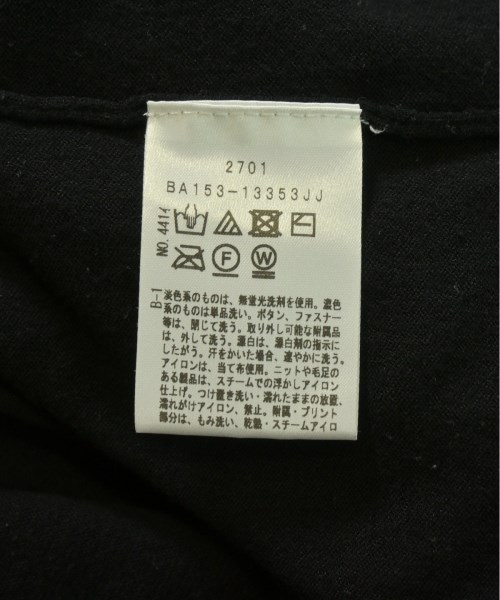 2701
BA153-13353JJ
NO.4414
F
W
B-1
淡色系のものは、無蛍光洗剤を使用。濃色
系のものは単品洗い。ボタン、ファスナー
等は、閉じて洗う。取り外し可能な附属品
は、外して洗う。漂白は、漂白剤の指示に
したがう。汗をかいた場合、速やかに洗う。
アイロンは、当て布使用。ニットや毛足の
ある製品は、スチームでの浮かしアイロン
仕上げ。つけ置き洗い・濡れたままの放置、
濡れがけアイロン、禁止。附属・プリント
部分は、もみ洗い、乾熱・スチームアイロ